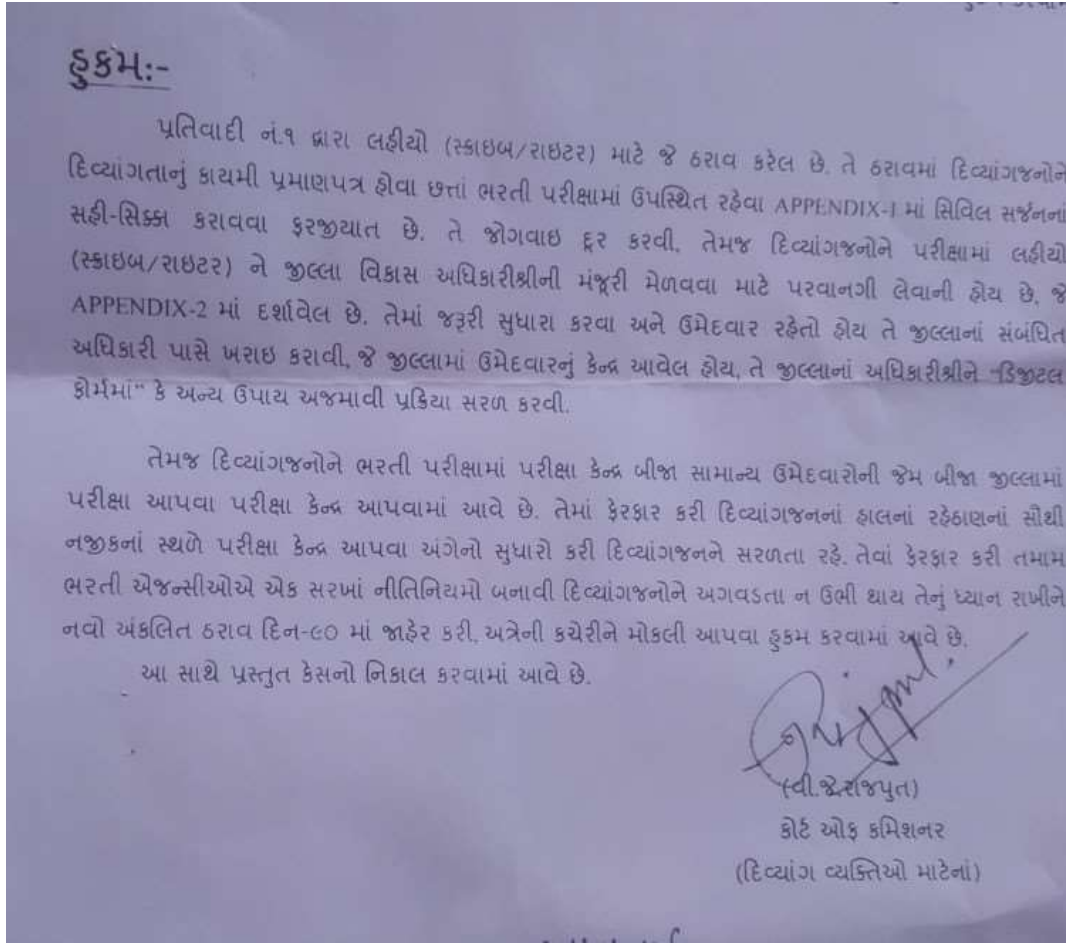 હુકમ:-
પ્રતિવાદી નં.૧ દ્વારા લહીયો (સ્ક્રાઇબ/રાઇટર) માટે જે ઠરાવ કરેલ છે. તે ઠરાવમાં દિવ્યાંગજનોને
દિવ્યાંગતાનું કાયમી પ્રમાણપત્ર હોવા છતાં ભરતી પરીક્ષામાં ઉપસ્થિત રહેવા APPENDIX-1 માં સિવિલ સર્જનનાં
સહી-સિક્કા કરાવવા ફરજીયાત છે. તે જોગવાઇ દૂર કરવી. તેમજ દિવ્યાંગજનોને પરીક્ષામાં લહીયો
(સ્ક્રાઇબ/રાઇટર) ને જીલ્લા વિકાસ અધિકારીશ્રીની મંજૂરી મેળવવા માટે પરવાનગી લેવાની હોય છે. જે
APPENDIX-2 માં દર્શાવેલ છે. તેમાં જરૂરી સુધારા કરવા અને ઉમેદવાર રહેતો હોય તે જીલ્લાનાં સંબંધિત
અધિકારી પાસે ખરાઇ કરાવી. જે જીલ્લામાં ઉમેદવારનું કેન્દ્ર આવેલ હોય, તે જીલ્લાનાં અધિકારીશ્રીને "ડિજીટલ
ફોર્મમાં" કે અન્ય ઉપાય અજમાવી પ્રક્રિયા સરળ કરવી.
તેમજ દિવ્યાંગજનોને ભરતી પરીક્ષામાં પરીક્ષા કેન્દ્ર બીજા સામાન્ય ઉમેદવારોની જેમ બીજા જીલ્લામાં
પરીક્ષા આપવા પરીક્ષા કેન્દ્ર આપવામાં આવે છે. તેમાં ફેરફાર કરી દિવ્યાંગજનનાં હાલનાં રહેઠાણનાં સૌથી
નજીકનાં સ્થળે પરીક્ષા કેન્દ્ર આપવા અંગેનો સુધારો કરી દિવ્યાંગજનને સરળતા રહે. તેવાં ફેરફાર કરી તમામ
ભરતી એજન્સીઓએ એક સરખાં નીતિનિયમો બનાવી દિવ્યાંગજનોને અગવડતા ન ઉભી થાય તેનું ધ્યાન રાખીને
નવો અંકલિત ઠરાવ દિન-૯૦ માં જાહેર કરી, અત્રેની કચેરીને મોકલી આપવા હુકમ કરવામાં આવે છે.
આ સાથે પ્રસ્તુત કેસનો નિકાલ કરવામાં આવે છે.
(વી.જે.રાજપુત)
કોર્ટ ઓફ કમિશનર
(દિવ્યાંગ વ્યક્તિઓ માટેનાં)